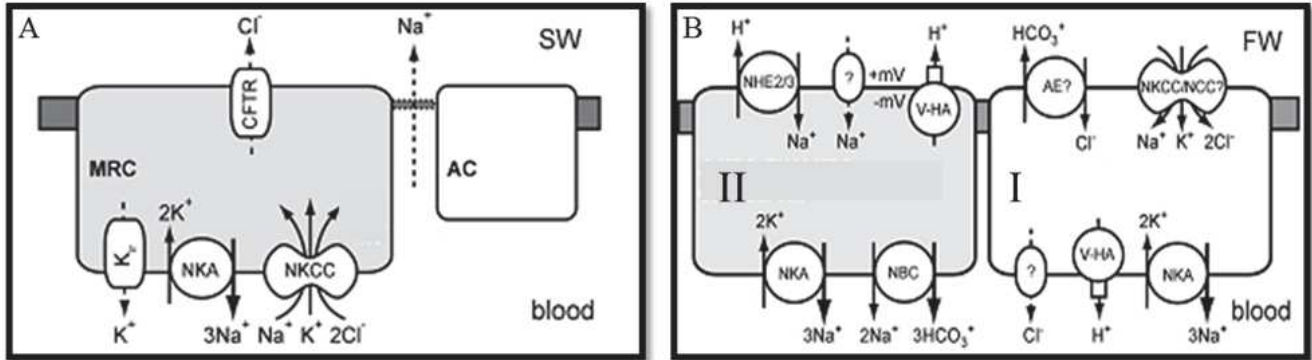 A
Cl-
Na+
SW
CFTR
MRC
AC
2K+
Kir
NKA
NKCC
blood
K+
3Na+ Na+ K+ 2Cl-
B
H+
H+
HCO3+
FW
NHE2/3
?
+mV
-mV
V-HA
AE?
NKCC/NCC?
Na+
Na+
Cl-
Na+ K+ 2Cl-
II
I
2K+
2K+
NKA
NBC
?
V-HA
NKA
blood
3Na+
2Na+
3HCO3+
Cl-
H+
3Na+